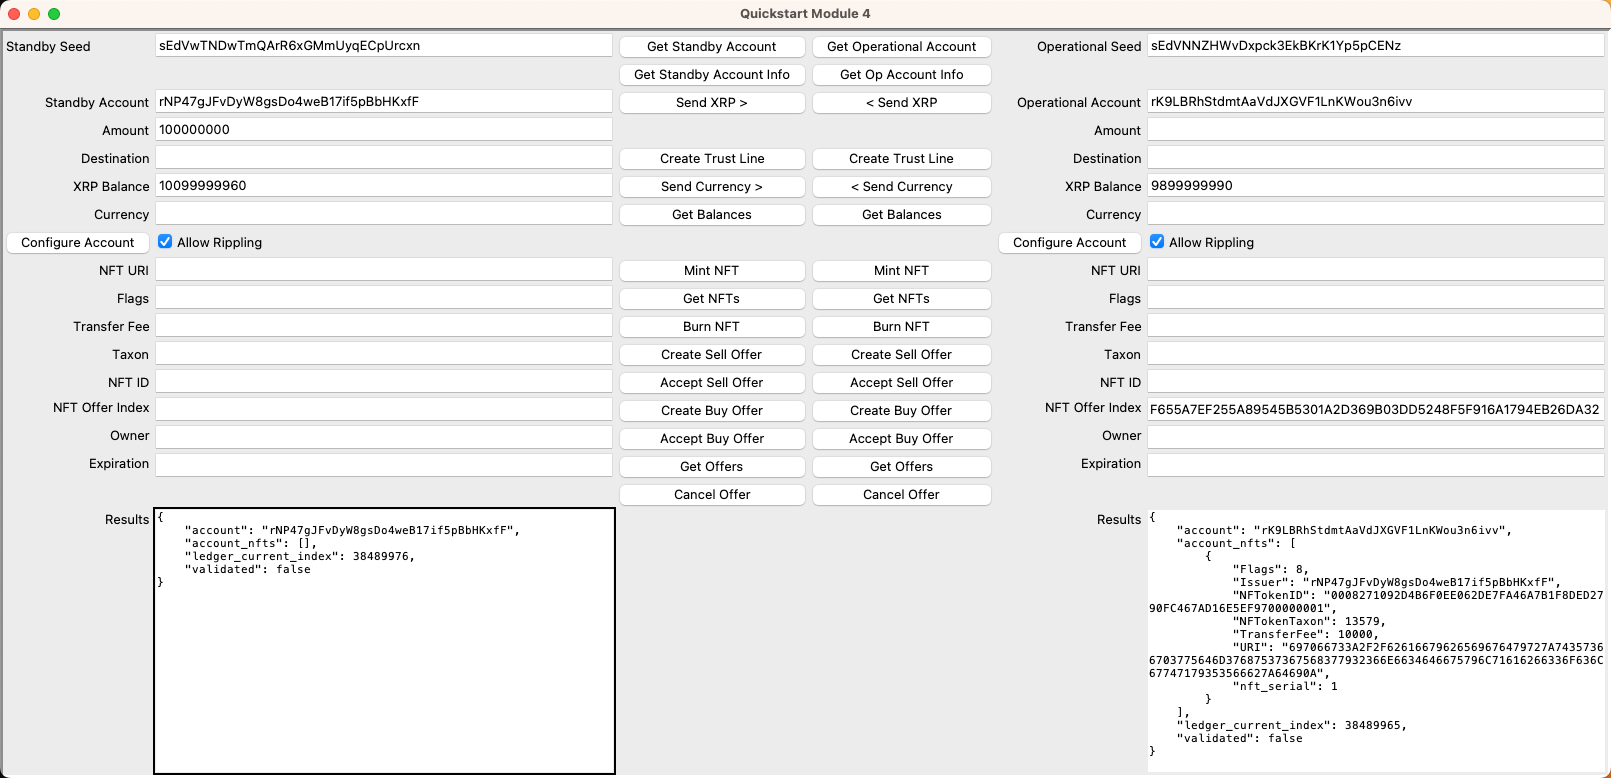 Quickstart Module 4
Standby Seed sEdVwTNDwTmQArR6xGMmUyqECpUrcxn Get Standby Account Get Operational Account Operational Seed sEdVNNZHWvDxpck3EkBKrK1Yp5pCENz
Get Standby Account Info Get Op Account Info
Standby Account rNP47gJFvDyW8gsDo4weB17if5pBbHKxfF Send XRP > < Send XRP Operational Account rK9LBRhStdmtAaVdJXGVF1LnKWou3n6ivv
Amount 100000000 Amount
Destination Create Trust Line Create Trust Line Destination
XRP Balance 10099999960 Send Currency > < Send Currency XRP Balance 9899999990
Currency Get Balances Get Balances Currency
Configure Account Allow Rippling Configure Account Allow Rippling
NFT URI Mint NFT Mint NFT NFT URI
Flags Get NFTs Get NFTs Flags
Transfer Fee Burn NFT Burn NFT Transfer Fee
Taxon Create Sell Offer Create Sell Offer Taxon
NFT ID Accept Sell Offer Accept Sell Offer NFT ID
NFT Offer Index Create Buy Offer Create Buy Offer NFT Offer Index F655A7EF255A89545B5301A2D369B03DD5248F5F916A1794EB26DA32
Owner Accept Buy Offer Accept Buy Offer Owner
Expiration Get Offers Get Offers Expiration
Cancel Offer Cancel Offer
Results
{
"account": "rNP47gJFvDyW8gsDo4weB17if5pBbHKxfF",
"account_nfts": [],
"ledger_current_index": 38489976,
"validated": false
}
Results
{
"account": "rK9LBRhStdmtAaVdJXGVF1LnKWou3n6ivv",
"account_nfts": [
{
"Flags": 8,
"Issuer": "rNP47gJFvDyW8gsDo4weB17if5pBbHKxfF",
"NFTokenID": "0008271092D4B6F0EE062DE7FA46A7B1F8DED27
90FC467AD16E5EF9700000001",
"NFTokenTaxon": 13579,
"TransferFee": 10000,
"URI": "697066733A2F2F62616679626569676479727A7435736
6703775646D37687537367568377932366E6634646675796C71616266336F636C
67747179353566627A64690A",
"nft_serial": 1
}
],
"ledger_current_index": 38489965,
"validated": false
}